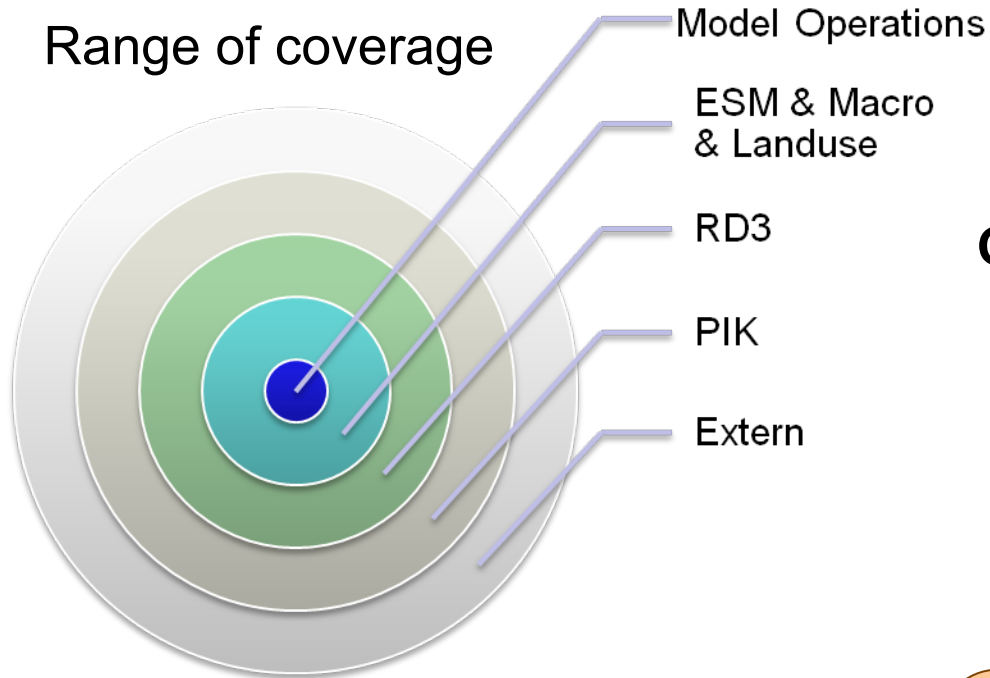 Range of coverage
Model Operations
ESM & Macro
& Landuse
RD3
PIK
Extern